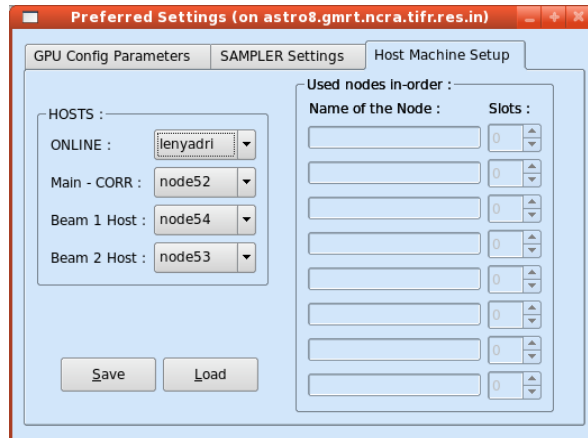 Preferred Settings (on astro8.gmrt.ncra.tifr.res.in)
GPU Config Parameters
SAMPLER Settings
Host Machine Setup
HOSTS :
ONLINE : lenyadri
Main - CORR : node52
Beam 1 Host : node54
Beam 2 Host : node53
Save
Load
Used nodes in-order :
Name of the Node : Slots :
0
0
0
0
0
0
0
0